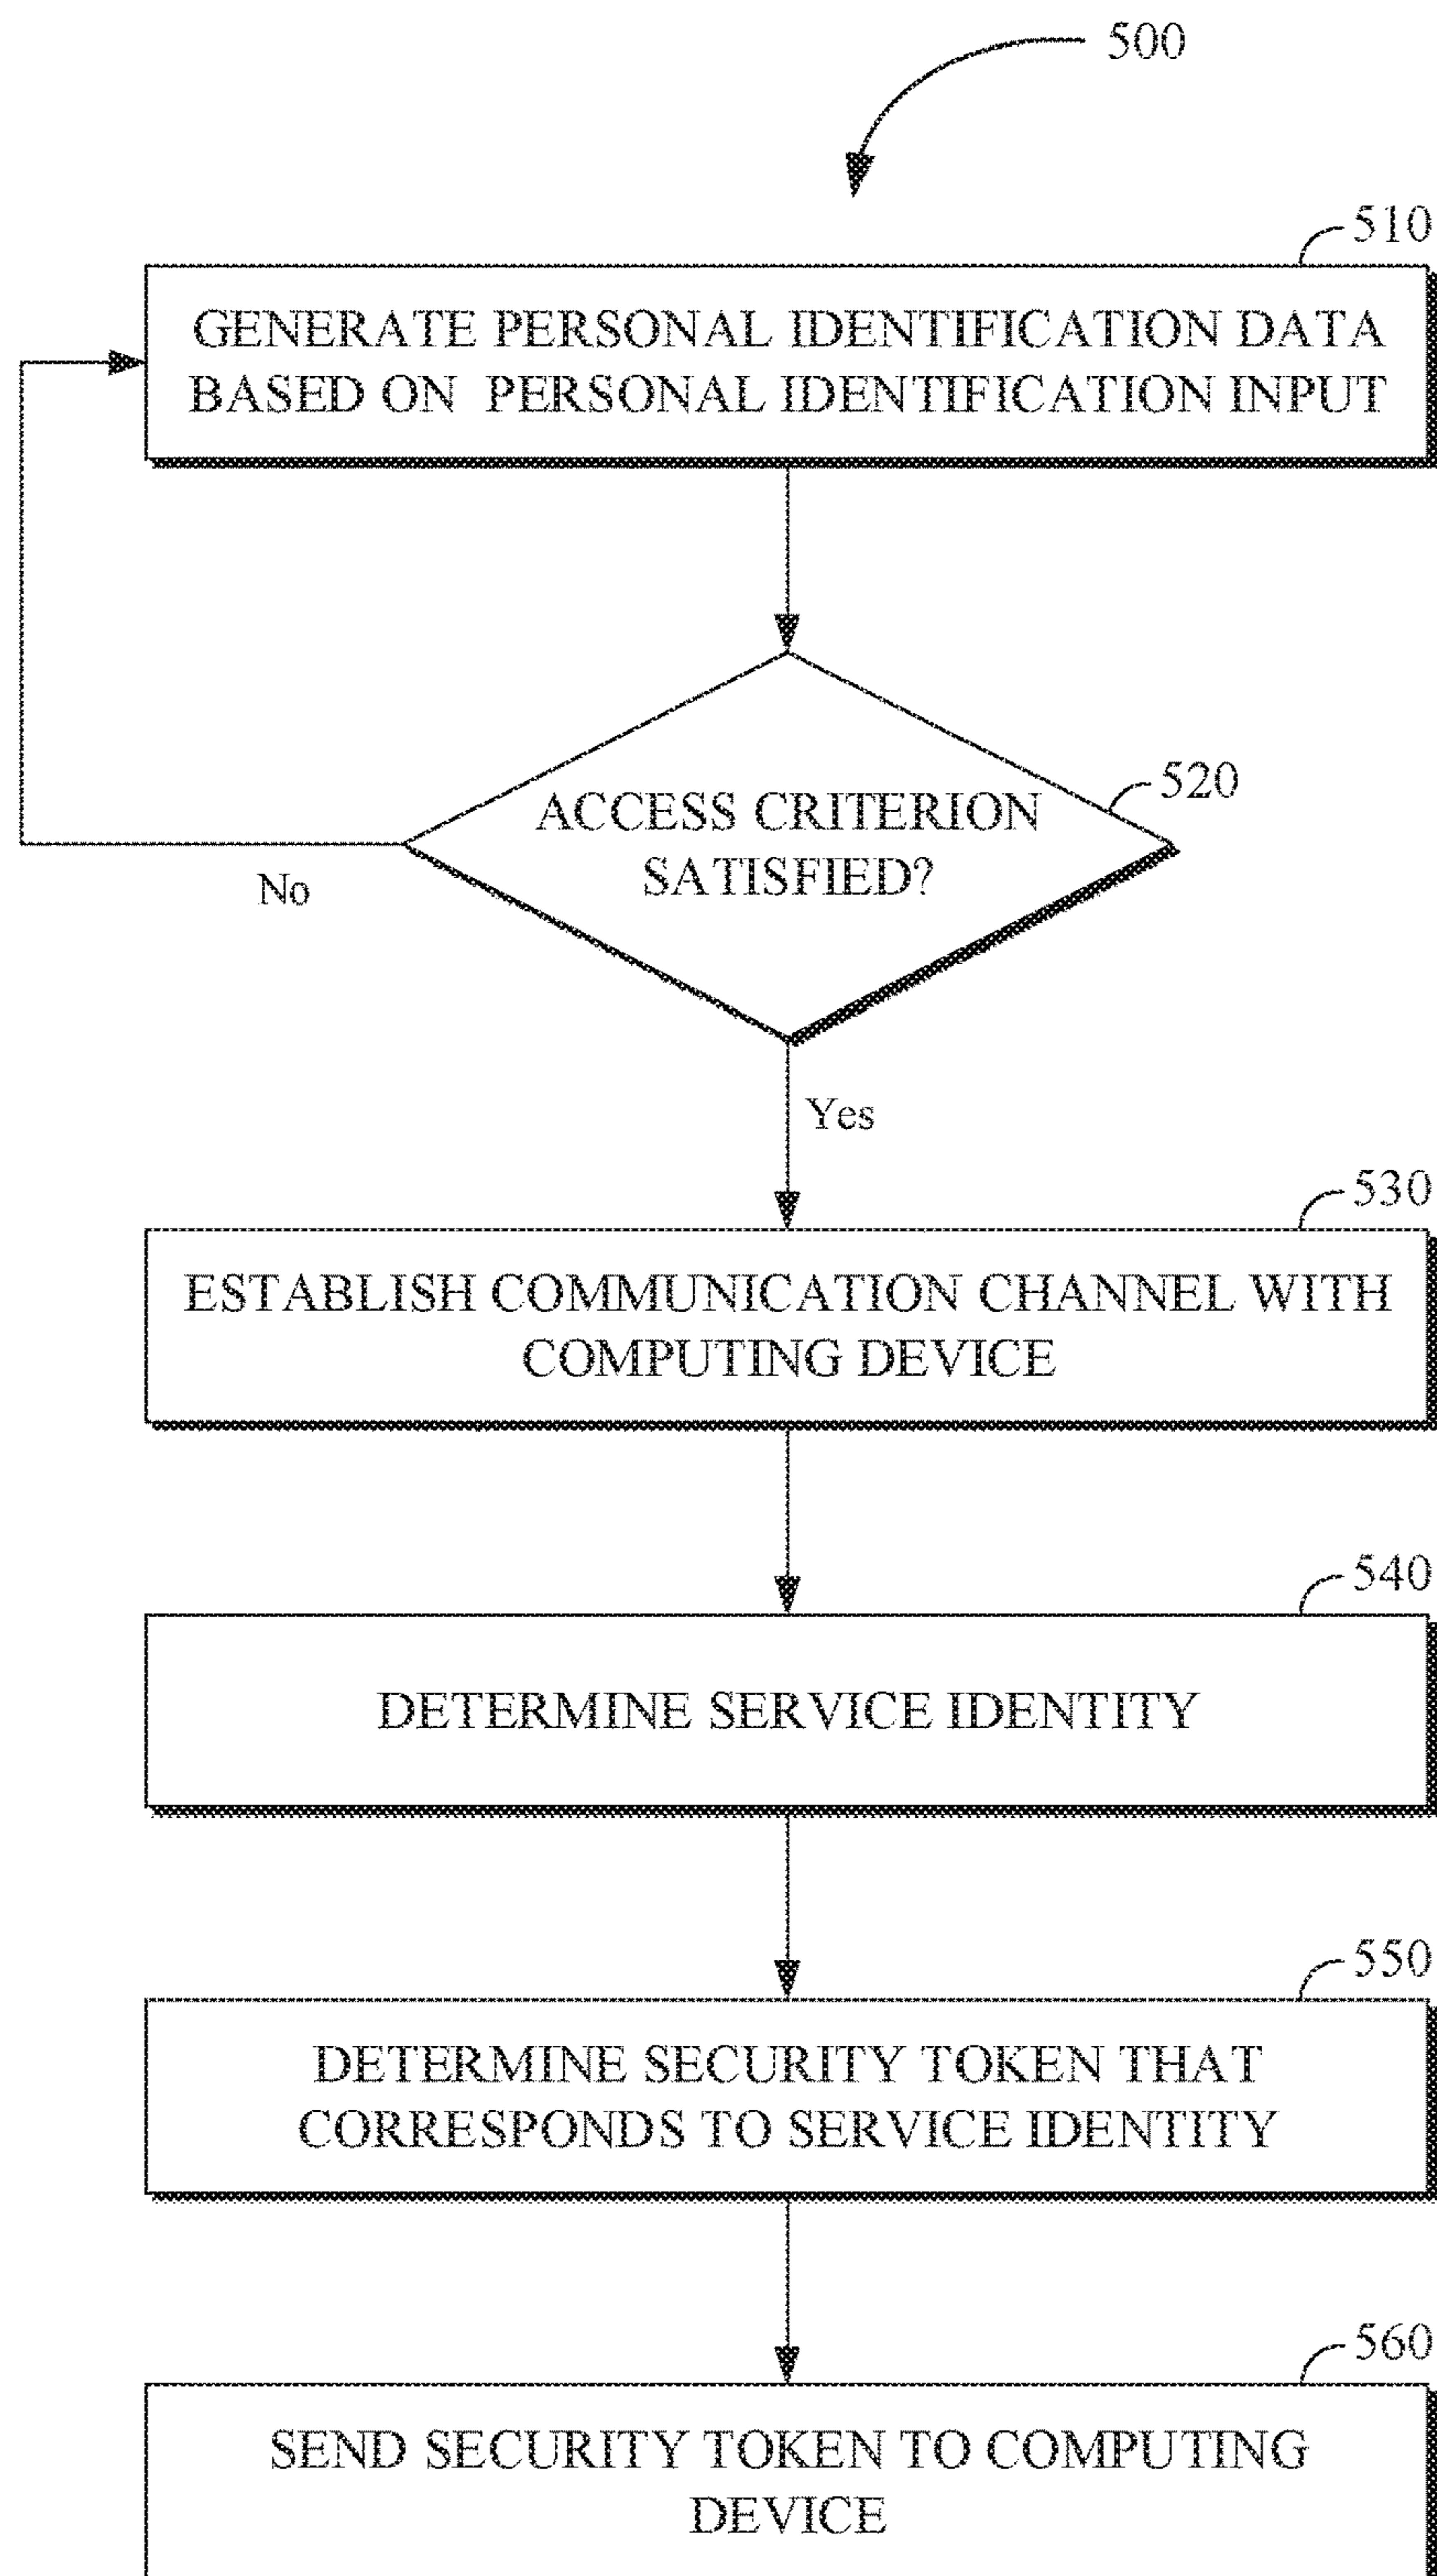 500
510
GENERATE PERSONAL IDENTIFICATION DATA
BASED ON PERSONAL IDENTIFICATION INPUT
520
ACCESS CRITERION
SATISFIED?
No
Yes
530
ESTABLISH COMMUNICATION CHANNEL WITH
COMPUTING DEVICE
540
DETERMINE SERVICE IDENTITY
550
DETERMINE SECURITY TOKEN THAT
CORRESPONDS TO SERVICE IDENTITY
560
SEND SECURITY TOKEN TO COMPUTING
DEVICE